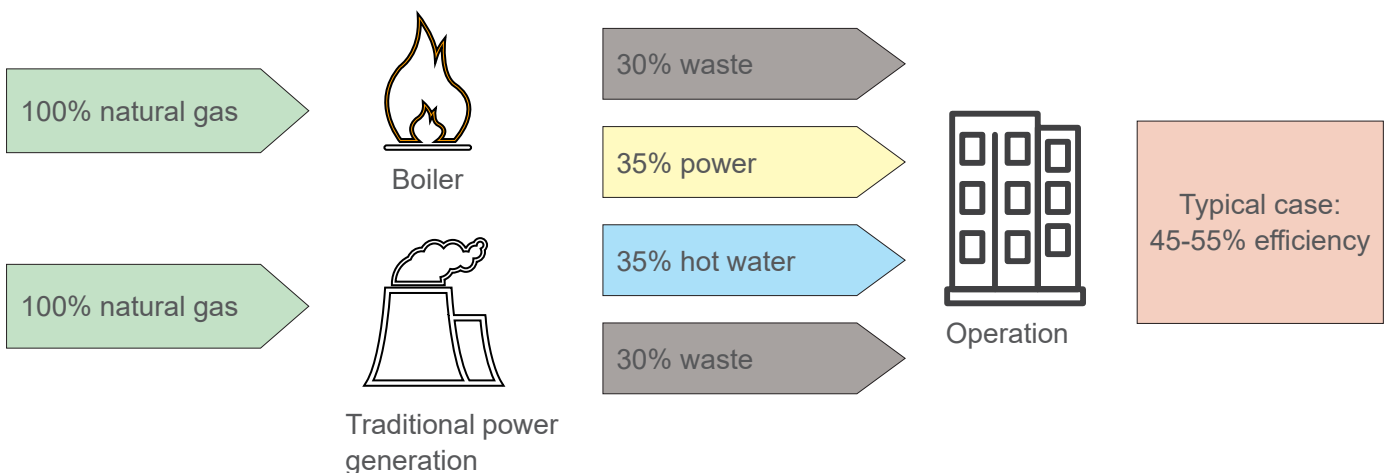 100% natural gas
Boiler
100% natural gas
Traditional power
generation
30% waste
35% power
35% hot water
30% waste
Operation
Typical case:
45-55% efficiency